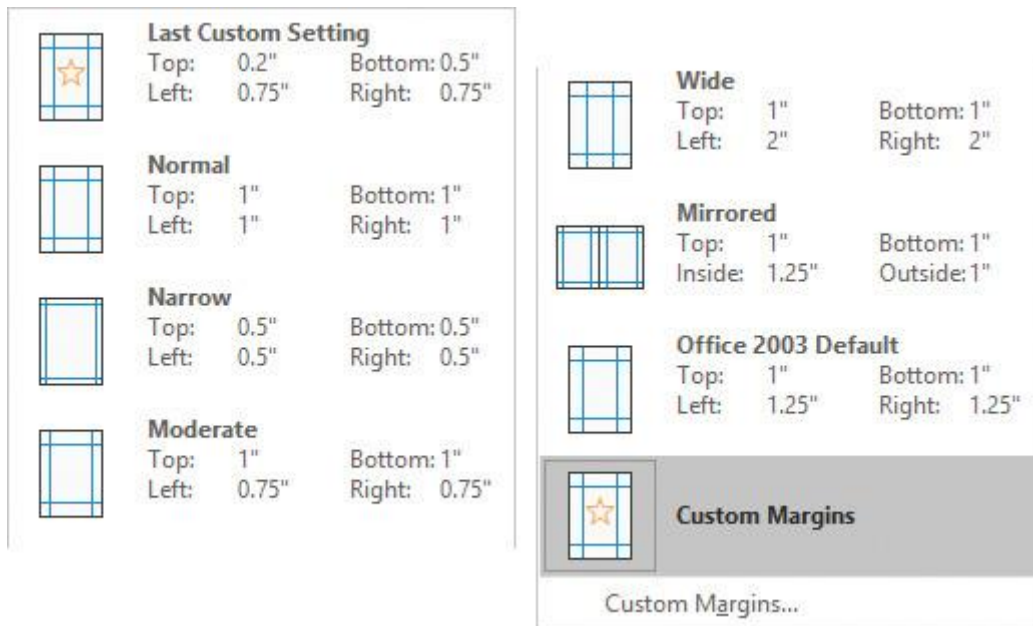 Last Custom Setting
Top: 0.2" Bottom: 0.5"
Left: 0.75" Right: 0.75"
Normal
Top: 1" Bottom: 1"
Left: 1" Right: 1"
Narrow
Top: 0.5" Bottom: 0.5"
Left: 0.5" Right: 0.5"
Moderate
Top: 1" Bottom: 1"
Left: 0.75" Right: 0.75"
Wide
Top: 1" Bottom: 1"
Left: 2" Right: 2"
Mirrored
Top: 1" Bottom: 1"
Inside: 1.25" Outside: 1"
Office 2003 Default
Top: 1" Bottom: 1"
Left: 1.25" Right: 1.25"
Custom Margins
Custom Margins...